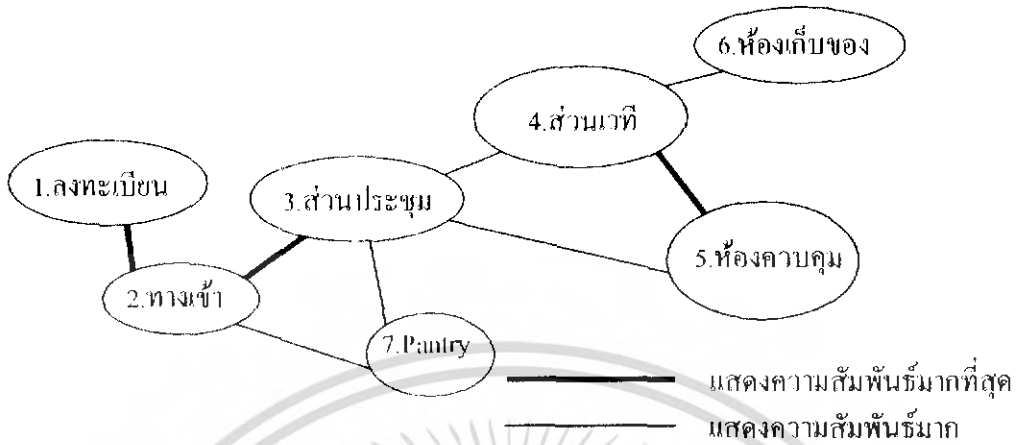 6.ห้องเก็บของ
4.ส่วนเวที
1.ลงทะเบียน
3.ส่วนประชุม
5.ห้องควบคุม
2.ทางเข้า
7.Pantry
แสดงความสัมพันธ์มากที่สุด
แสดงความสัมพันธ์มาก